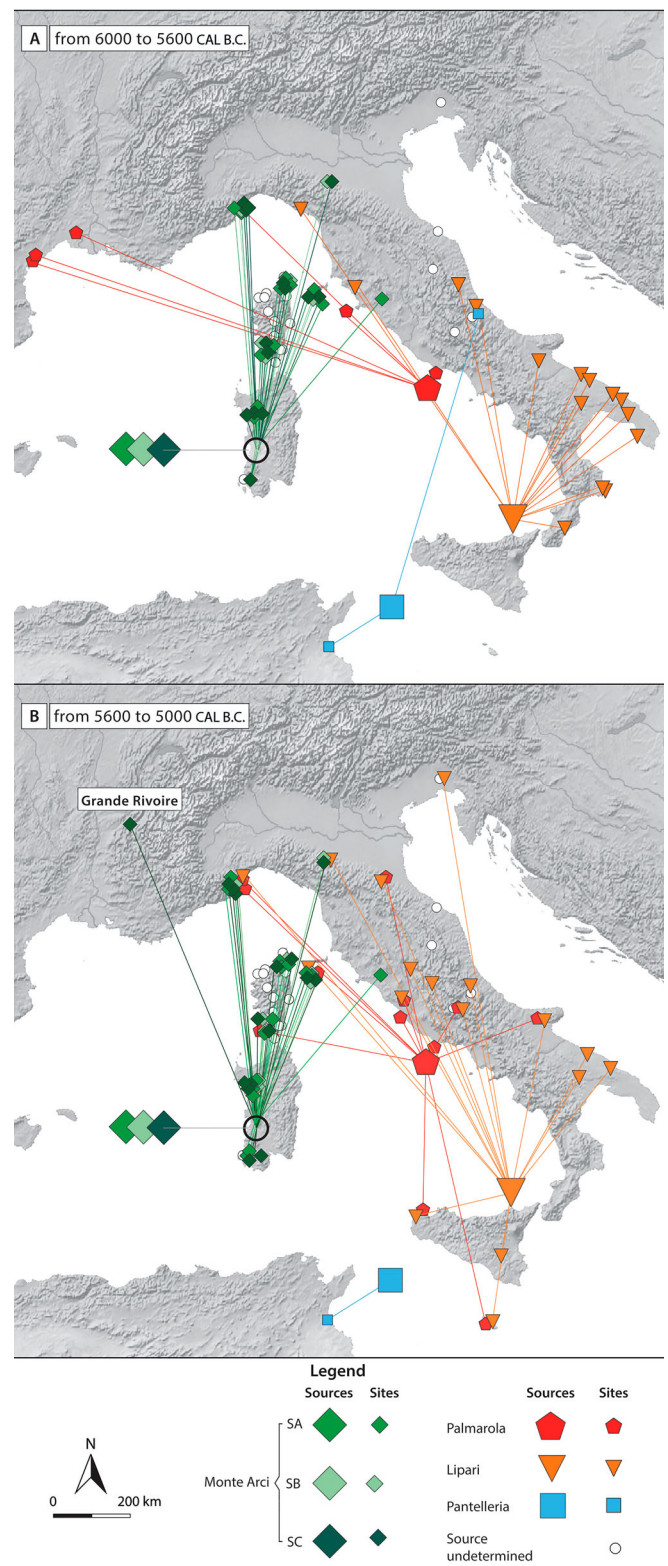 A from 6000 to 5600 CAL B.C.
B from 5600 to 5000 CAL B.C.
Grande Rivoire
Legend
Sources Sites Sources Sites
SA
Palmarola
Monte Arci
SB
Lipari
Pantelleria
SC
Source
undetermined
N
0 200 km